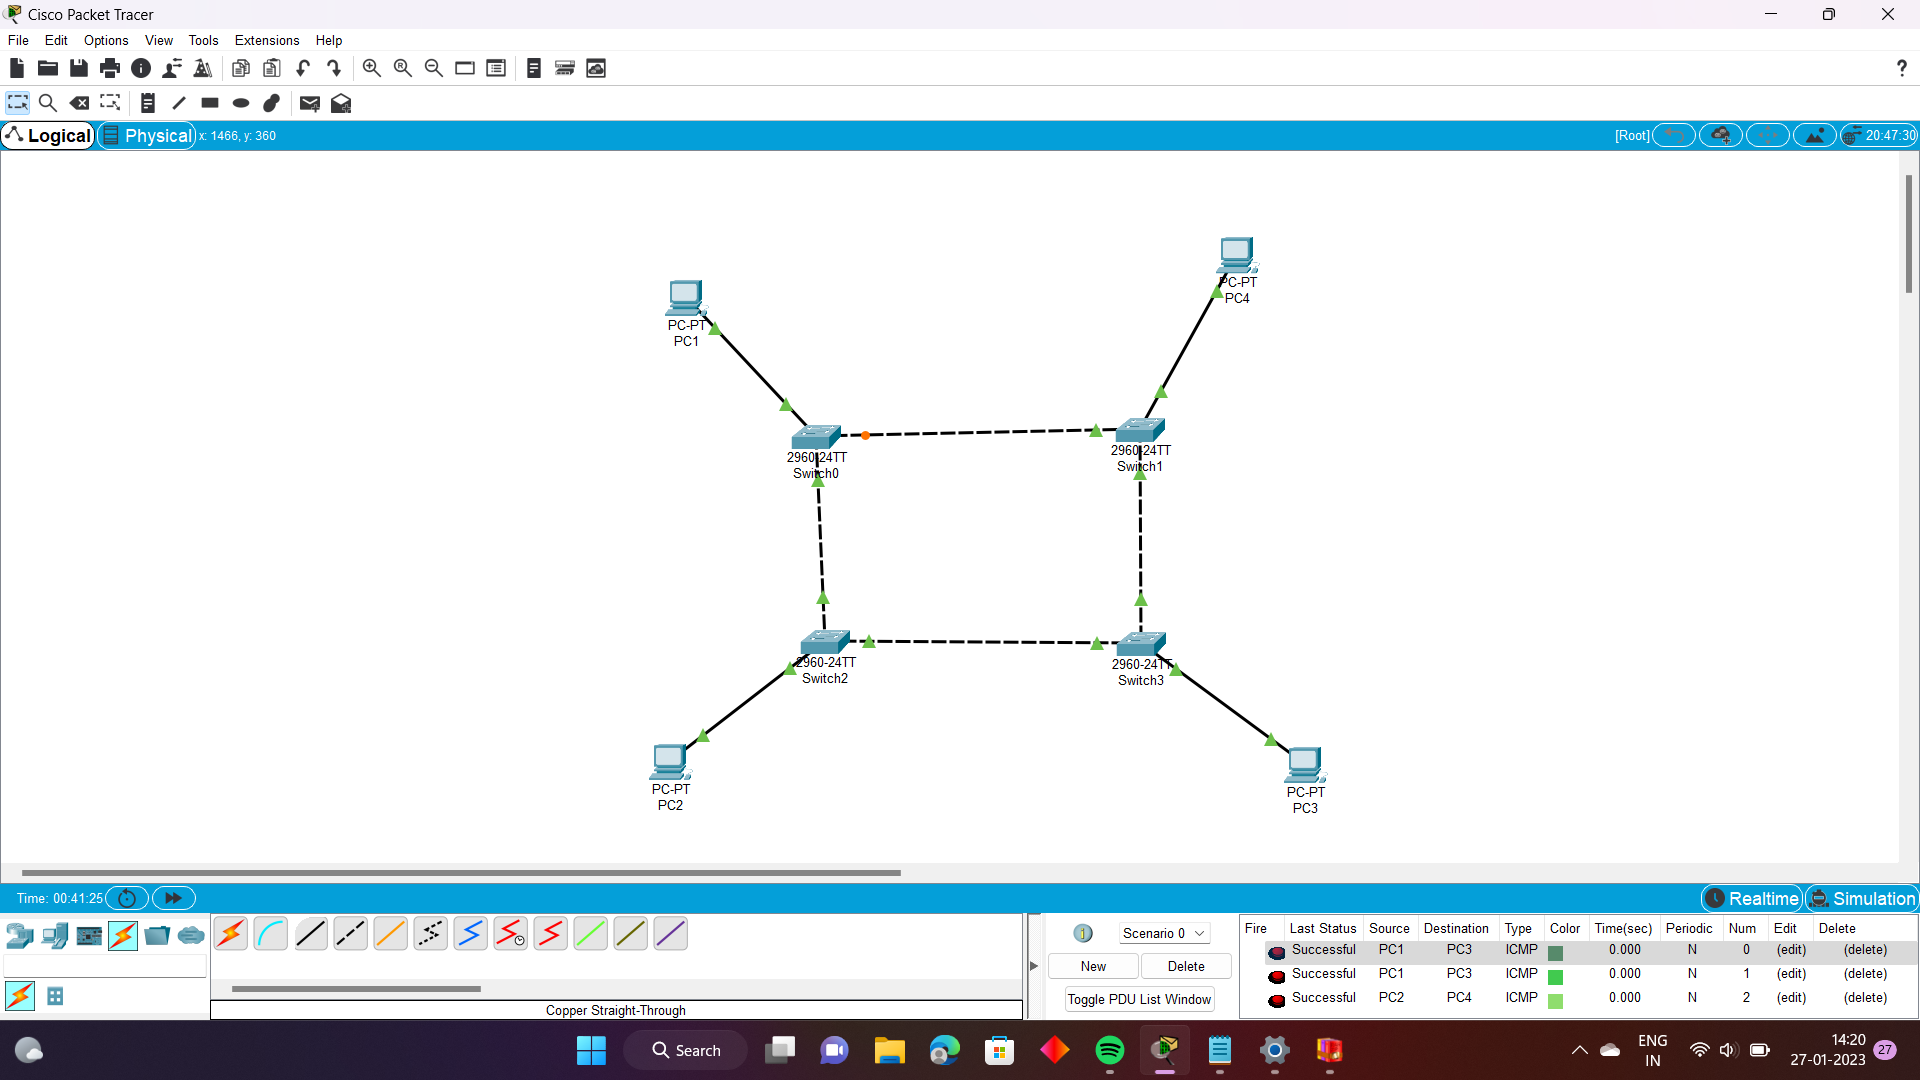 Cisco Packet Tracer
File Edit Options View Tools Extensions Help
Logical Physical x: 1466, y: 360 [Root] 20:47:30
PC-PT
PC4
PC-PT
PC1
2960-24TT
Switch0
2960-24TT
Switch1
2960-24TT
Switch2
2960-24TT
Switch3
PC-PT
PC2
PC-PT
PC3
Time: 00:41:25 Realtime Simulation
Scenario 0
New Delete
Toggle PDU List Window
Copper Straight-Through
Fire Last Status Source Destination Type Color Time(sec) Periodic Num Edit Delete
Successful PC1 PC3 ICMP 0.000 N 0 (edit) (delete)
Successful PC1 PC3 ICMP 0.000 N 1 (edit) (delete)
Successful PC2 PC4 ICMP 0.000 N 2 (edit) (delete)
Search
ENG
IN
14:20
27-01-2023
27